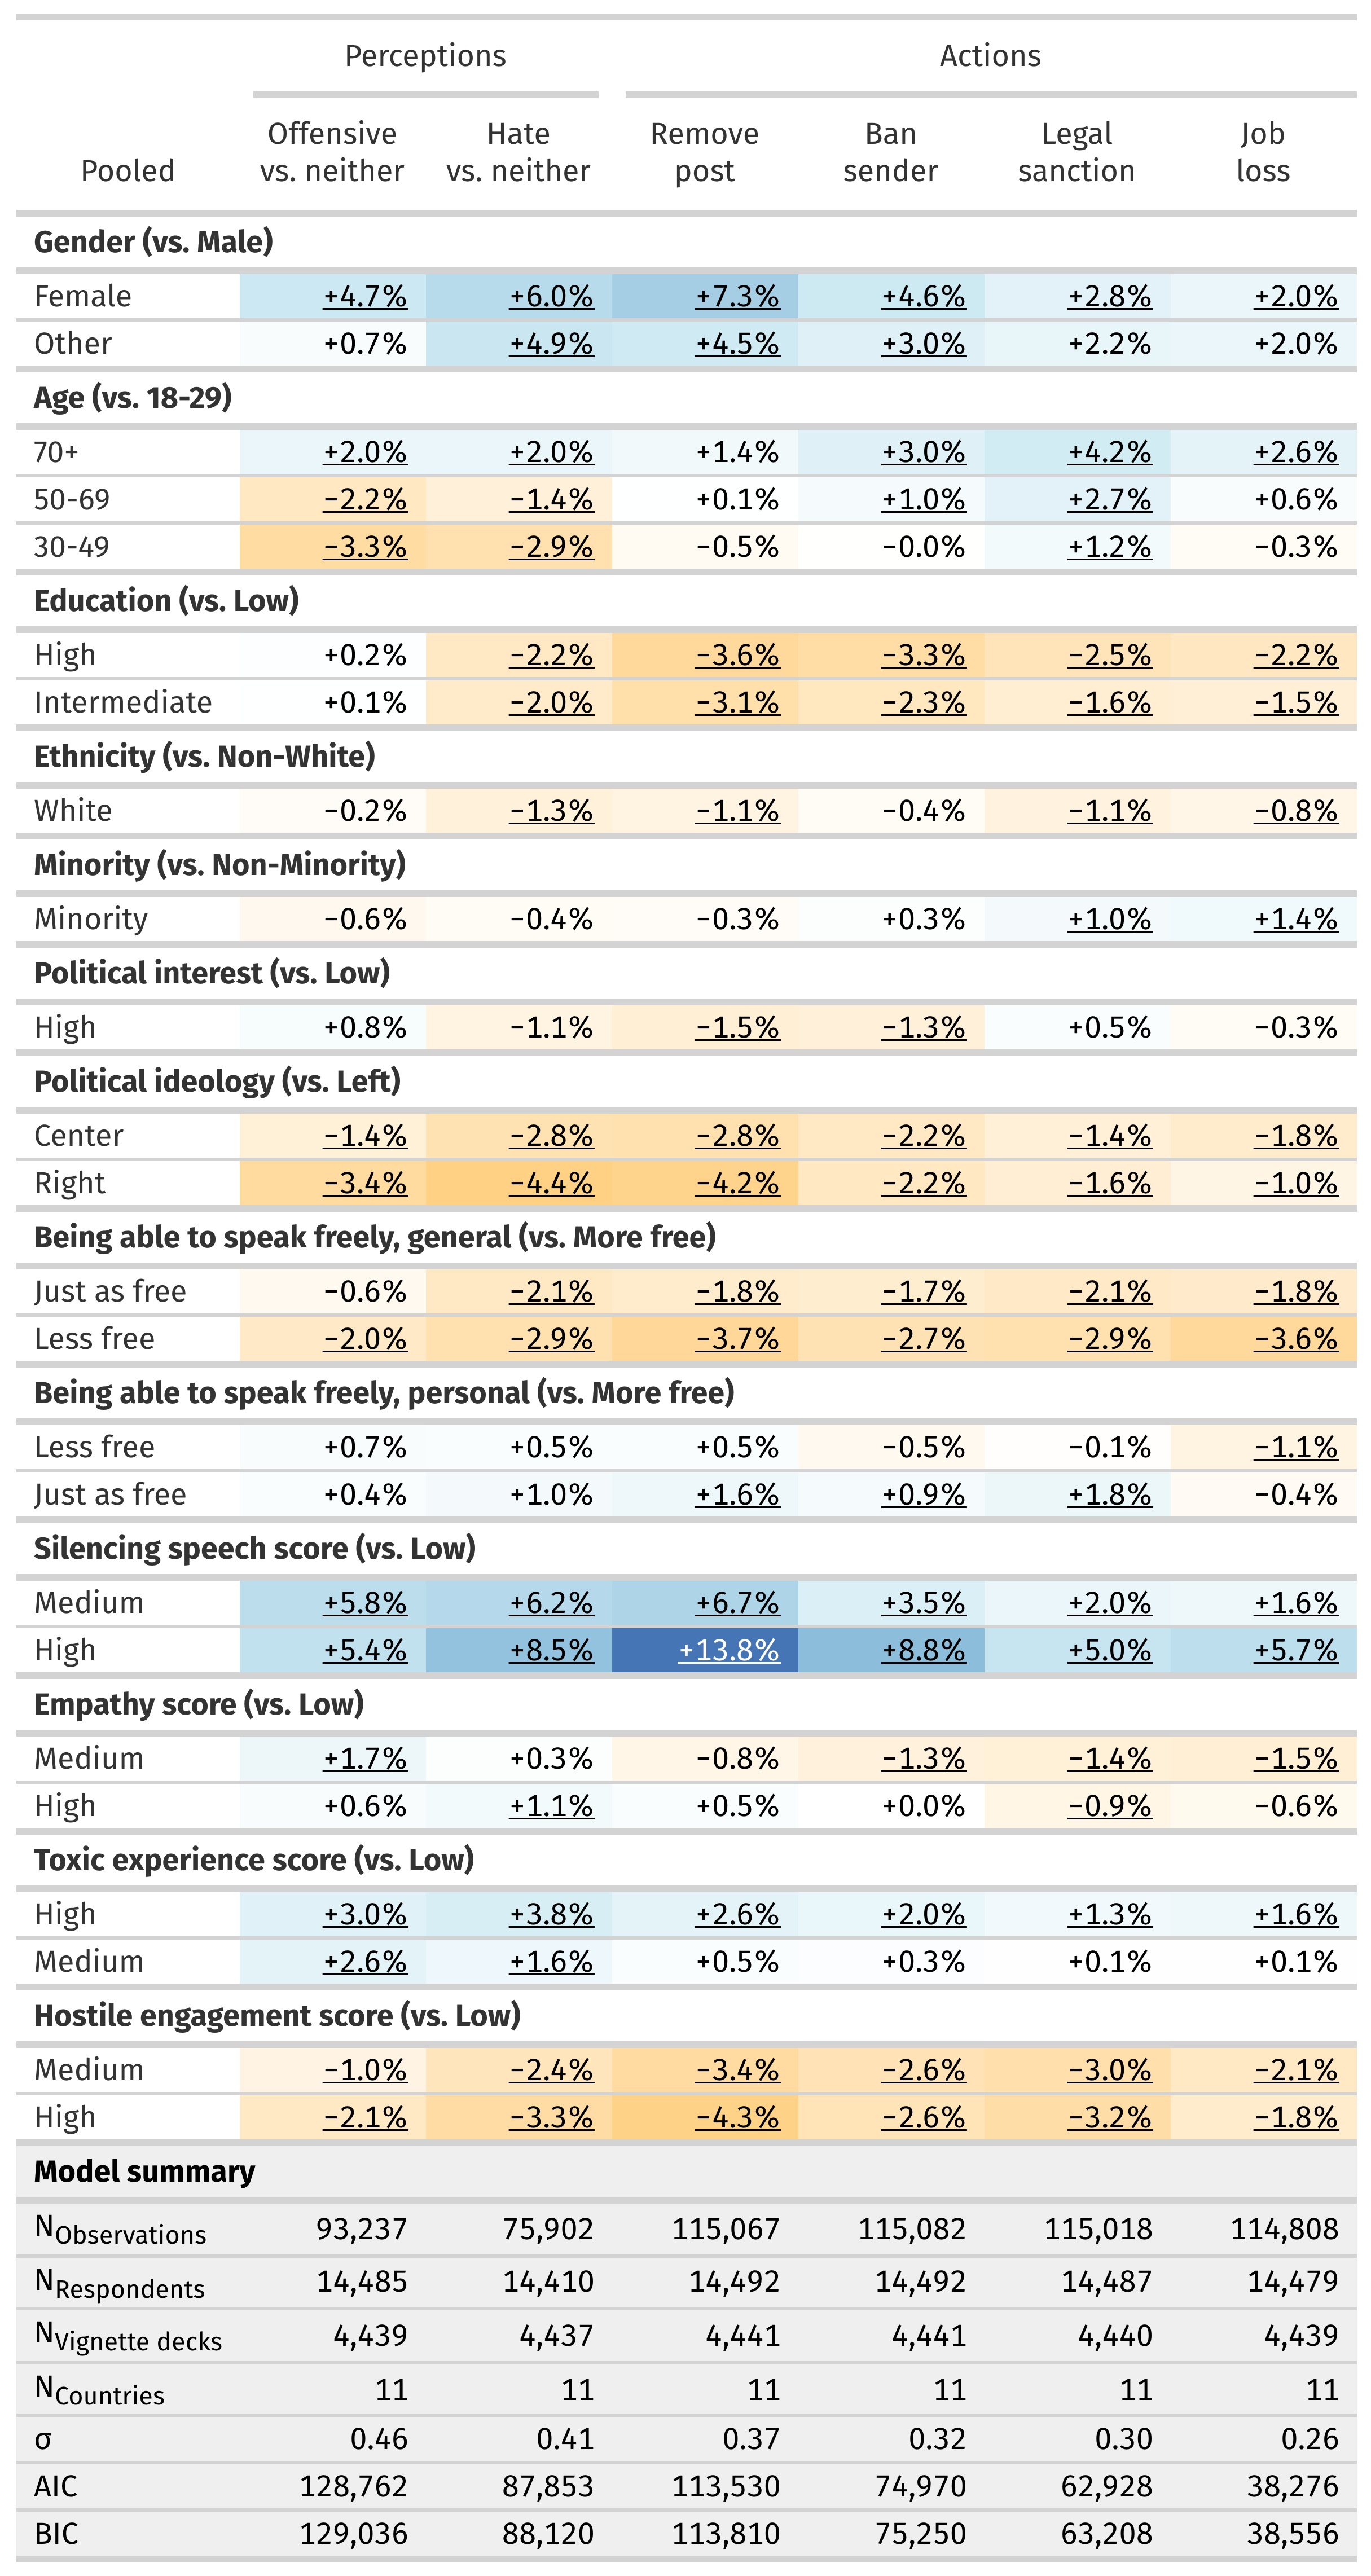 Perceptions Actions
Offensive Hate Remove Ban Legal Job
Pooled vs. neither vs. neither post sender sanction loss
Gender (vs. Male)
Female +4.7% +6.0% +7.3% +4.6% +2.8% +2.0%
Other +0.7% +4.9% +4.5% +3.0% +2.2% +2.0%
Age (vs. 18-29)
70+ +2.0% +2.0% +1.4% +3.0% +4.2% +2.6%
50-69 −2.2% −1.4% +0.1% +1.0% +2.7% +0.6%
30-49 −3.3% −2.9% −0.5% −0.0% +1.2% −0.3%
Education (vs. Low)
High +0.2% −2.2% −3.6% −3.3% −2.5% −2.2%
Intermediate +0.1% −2.0% −3.1% −2.3% −1.6% −1.5%
Ethnicity (vs. Non-White)
White −0.2% −1.3% −1.1% −0.4% −1.1% −0.8%
Minority (vs. Non-Minority)
Minority −0.6% −0.4% −0.3% +0.3% +1.0% +1.4%
Political interest (vs. Low)
High +0.8% −1.1% −1.5% −1.3% +0.5% −0.3%
Political ideology (vs. Left)
Center −1.4% −2.8% −2.8% −2.2% −1.4% −1.8%
Right −3.4% −4.4% −4.2% −2.2% −1.6% −1.0%
Being able to speak freely, general (vs. More free)
Just as free −0.6% −2.1% −1.8% −1.7% −2.1% −1.8%
Less free −2.0% −2.9% −3.7% −2.7% −2.9% −3.6%
Being able to speak freely, personal (vs. More free)
Less free +0.7% +0.5% +0.5% −0.5% −0.1% −1.1%
Just as free +0.4% +1.0% +1.6% +0.9% +1.8% −0.4%
Silencing speech score (vs. Low)
Medium +5.8% +6.2% +6.7% +3.5% +2.0% +1.6%
High +5.4% +8.5% +13.8% +8.8% +5.0% +5.7%
Empathy score (vs. Low)
Medium +1.7% +0.3% −0.8% −1.3% −1.4% −1.5%
High +0.6% +1.1% +0.5% +0.0% −0.9% −0.6%
Toxic experience score (vs. Low)
High +3.0% +3.8% +2.6% +2.0% +1.3% +1.6%
Medium +2.6% +1.6% +0.5% +0.3% +0.1% +0.1%
Hostile engagement score (vs. Low)
Medium −1.0% −2.4% −3.4% −2.6% −3.0% −2.1%
High −2.1% −3.3% −4.3% −2.6% −3.2% −1.8%
Model summary
N Observations 93,237 75,902 115,067 115,082 115,018 114,808
N Respondents 14,485 14,410 14,492 14,492 14,487 14,479
N Vignette decks 4,439 4,437 4,441 4,441 4,440 4,439
N Countries 11 11 11 11 11 11
σ 0.46 0.41 0.37 0.32 0.30 0.26
AIC 128,762 87,853 113,530 74,970 62,928 38,276
BIC 129,036 88,120 113,810 75,250 63,208 38,556